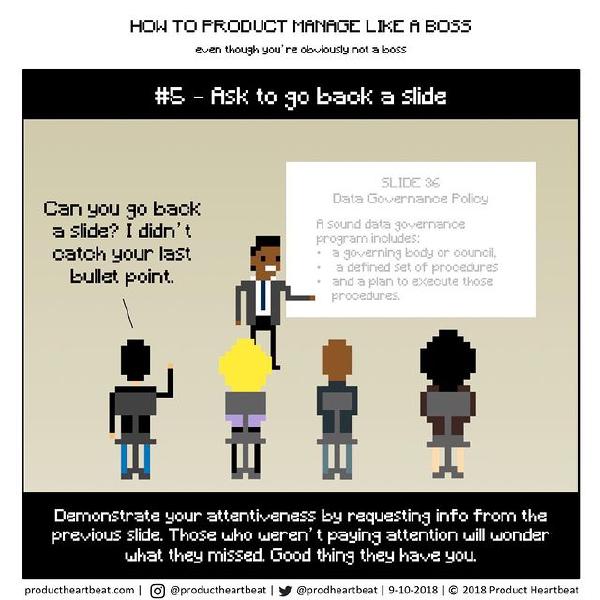 HOW TO PRODUCT MANAGE LIKE A BOSS
even though you're obviously not a boss
#5 - Ask to go back a slide
Can you go back
a slide? I didn't
catch your last
bullet point.
SLIDE 36
Data Governance Policy
A sound data governance
program includes:
• a governing body or council,
• a defined set of procedures
• and a plan to execute those
procedures.
Demonstrate your attentiveness by requesting info from the
previous slide. Those who weren't paying attention will wonder
what they missed. Good thing they have you.
productheartbeat.com | @productheartbeat | @prodheartbeat | 9-10-2018 | © 2018 Product Heartbeat